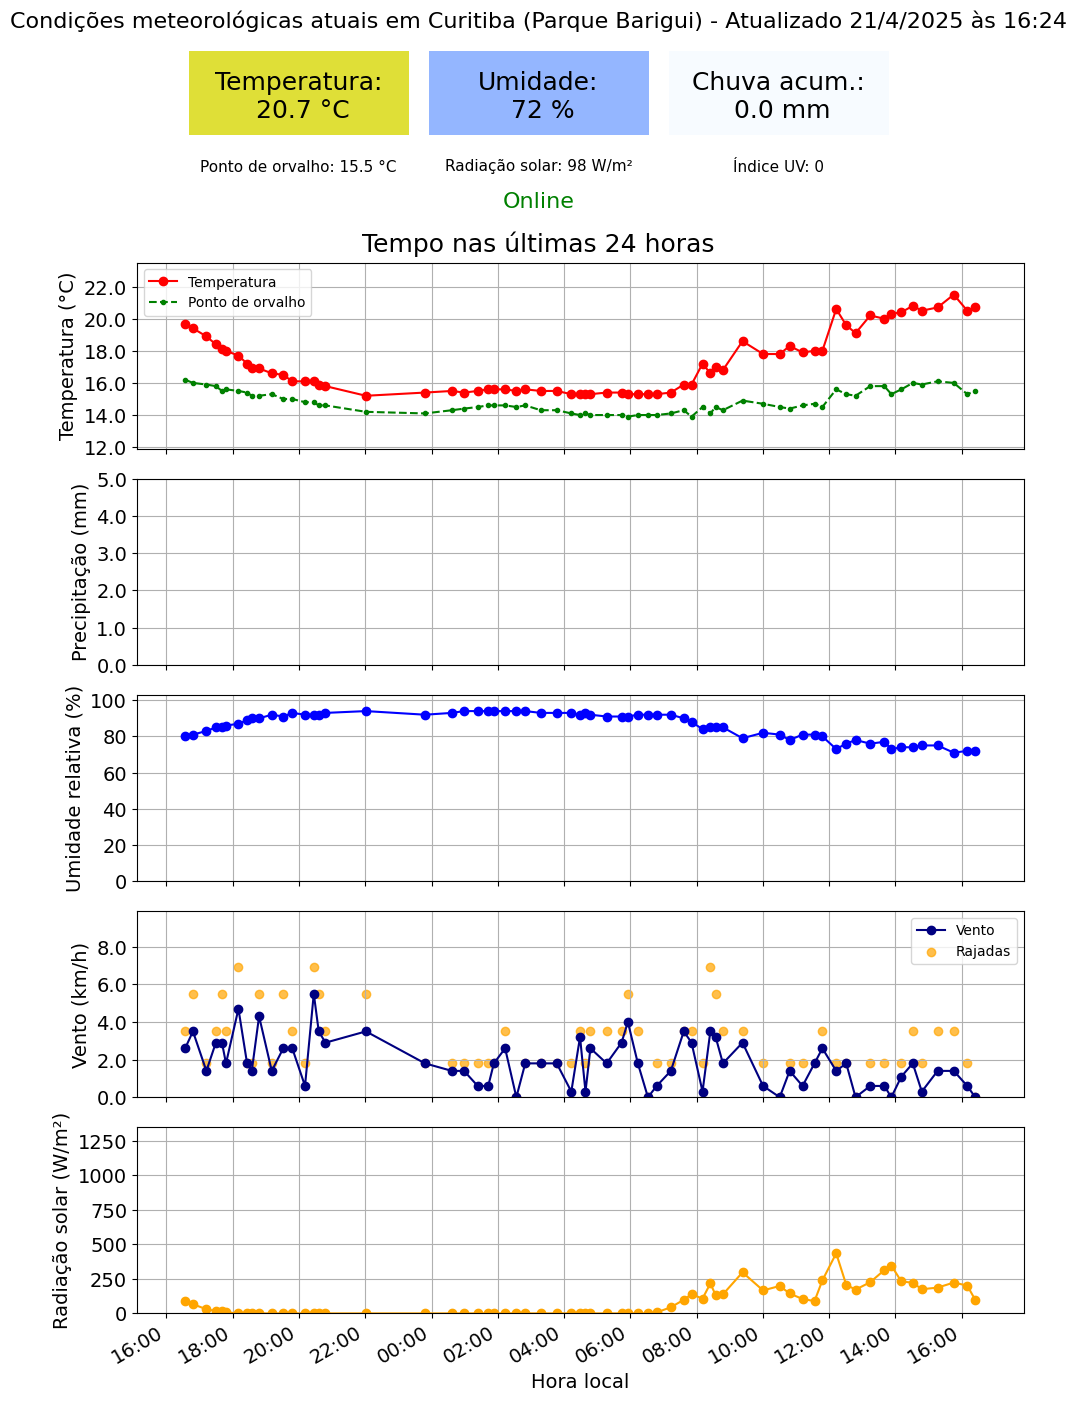 Condições meteorológicas atuais em Curitiba (Parque Barigui) - Atualizado 21/4/2025 às 16:24
Temperatura:
20.7 °C
Umidade:
72 %
Chuva acum.:
0.0 mm
Ponto de orvalho: 15.5 °C
Radiação solar: 98 W/m²
Índice UV: 0
Online
Tempo nas últimas 24 horas
Temperatura (°C)
22.0
20.0
18.0
16.0
14.0
12.0
Temperatura
Ponto de orvalho
Precipitação (mm)
5.0
4.0
3.0
2.0
1.0
0.0
Umidade relativa (%)
100
80
60
40
20
0
Vento (km/h)
8.0
6.0
4.0
2.0
0.0
Vento
Rajadas
Radiação solar (W/m²)
1250
1000
750
500
250
0
16:00
18:00
20:00
22:00
00:00
02:00
04:00
06:00
08:00
10:00
12:00
14:00
16:00
Hora local